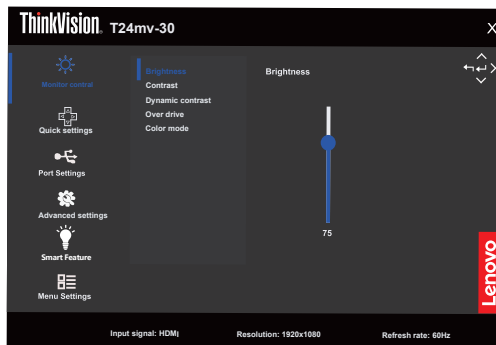 ThinkVision. T24mv-30
X
Monitor control
Quick settings
Port Settings
Advanced settings
Smart Feature
Menu Settings
Brightness
Contrast
Dynamic contrast
Over drive
Color mode
Brightness
75
Lenovo
Input signal: HDMI Resolution: 1920x1080 Refresh rate: 60Hz